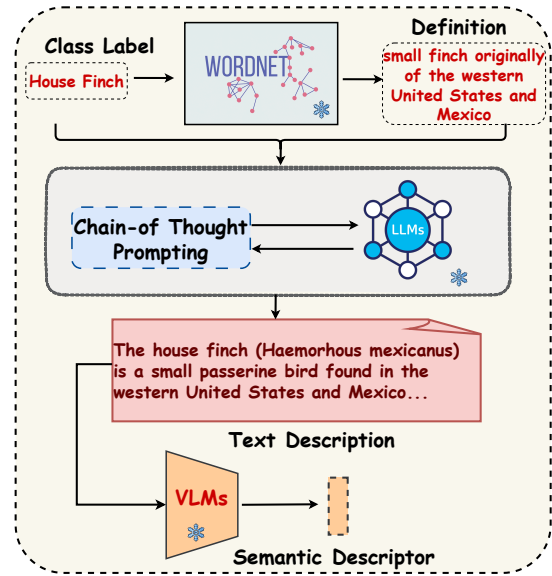 Class Label
House Finch
WORDNET
Definition
small finch originally
of the western
United States and
Mexico
Chain-of Thought
Prompting
LLMs
The house finch (Haemorhous mexicanus)
is a small passerine bird found in the
western United States and Mexico...
Text Description
VLMs
Semantic Descriptor